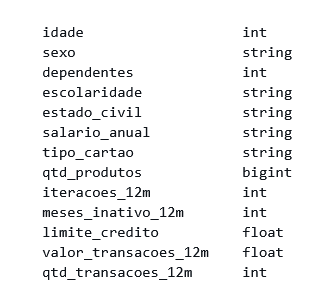 idade int
sexo string
dependentes int
escolaridade string
estado_civil string
salario_anual string
tipo_cartao string
qtd_produtos bigint
iteracoes_12m int
meses_inativo_12m int
limite_credito float
valor_transacoes_12m float
qtd_transacoes_12m int